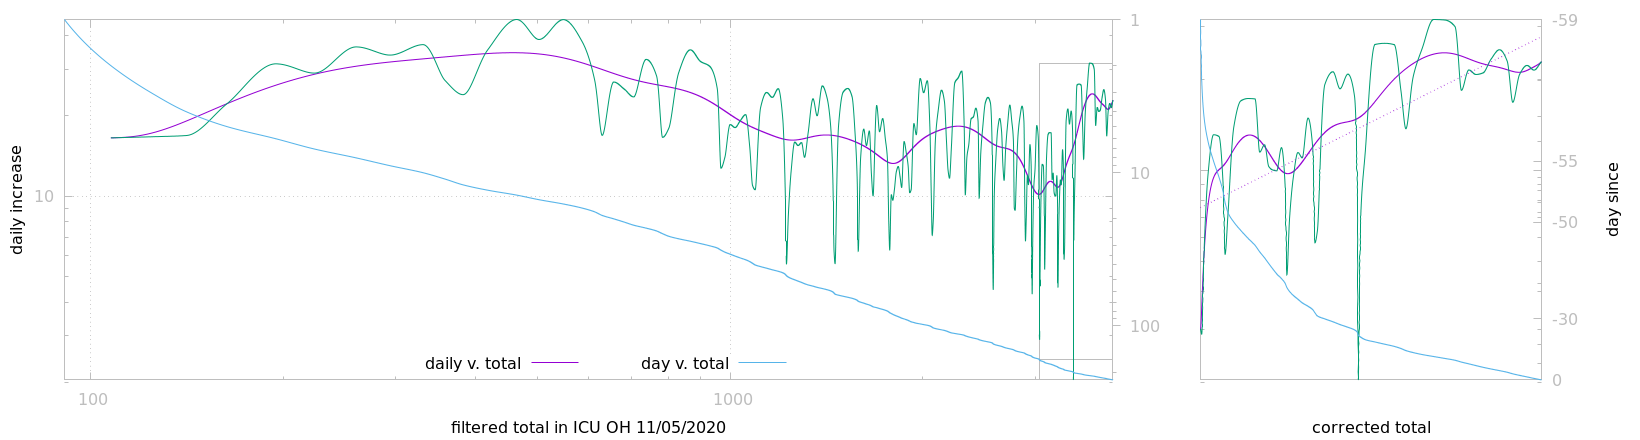 1
-59
daily increase
10
10
-55
-50
day since
100
-30
daily v. total
day v. total
0
100
1000
filtered total in ICU OH 11/05/2020
corrected total